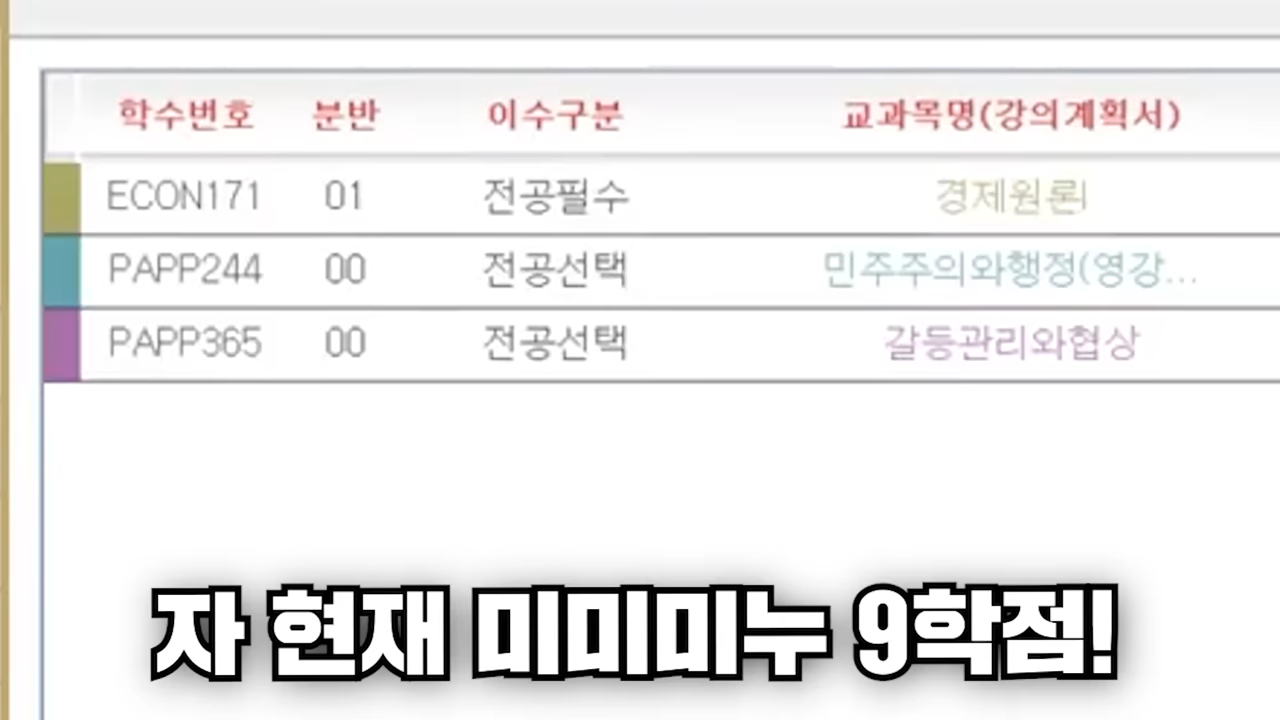 학수번호 분반 이수구분 교과목명(강의계획서)
ECON171 01 전공필수 경제원론I
PAPP244 00 전공선택 민주주의와행정(영강...
PAPP365 00 전공선택 갈등관리와협상
자 현재 미미미누 9학점!